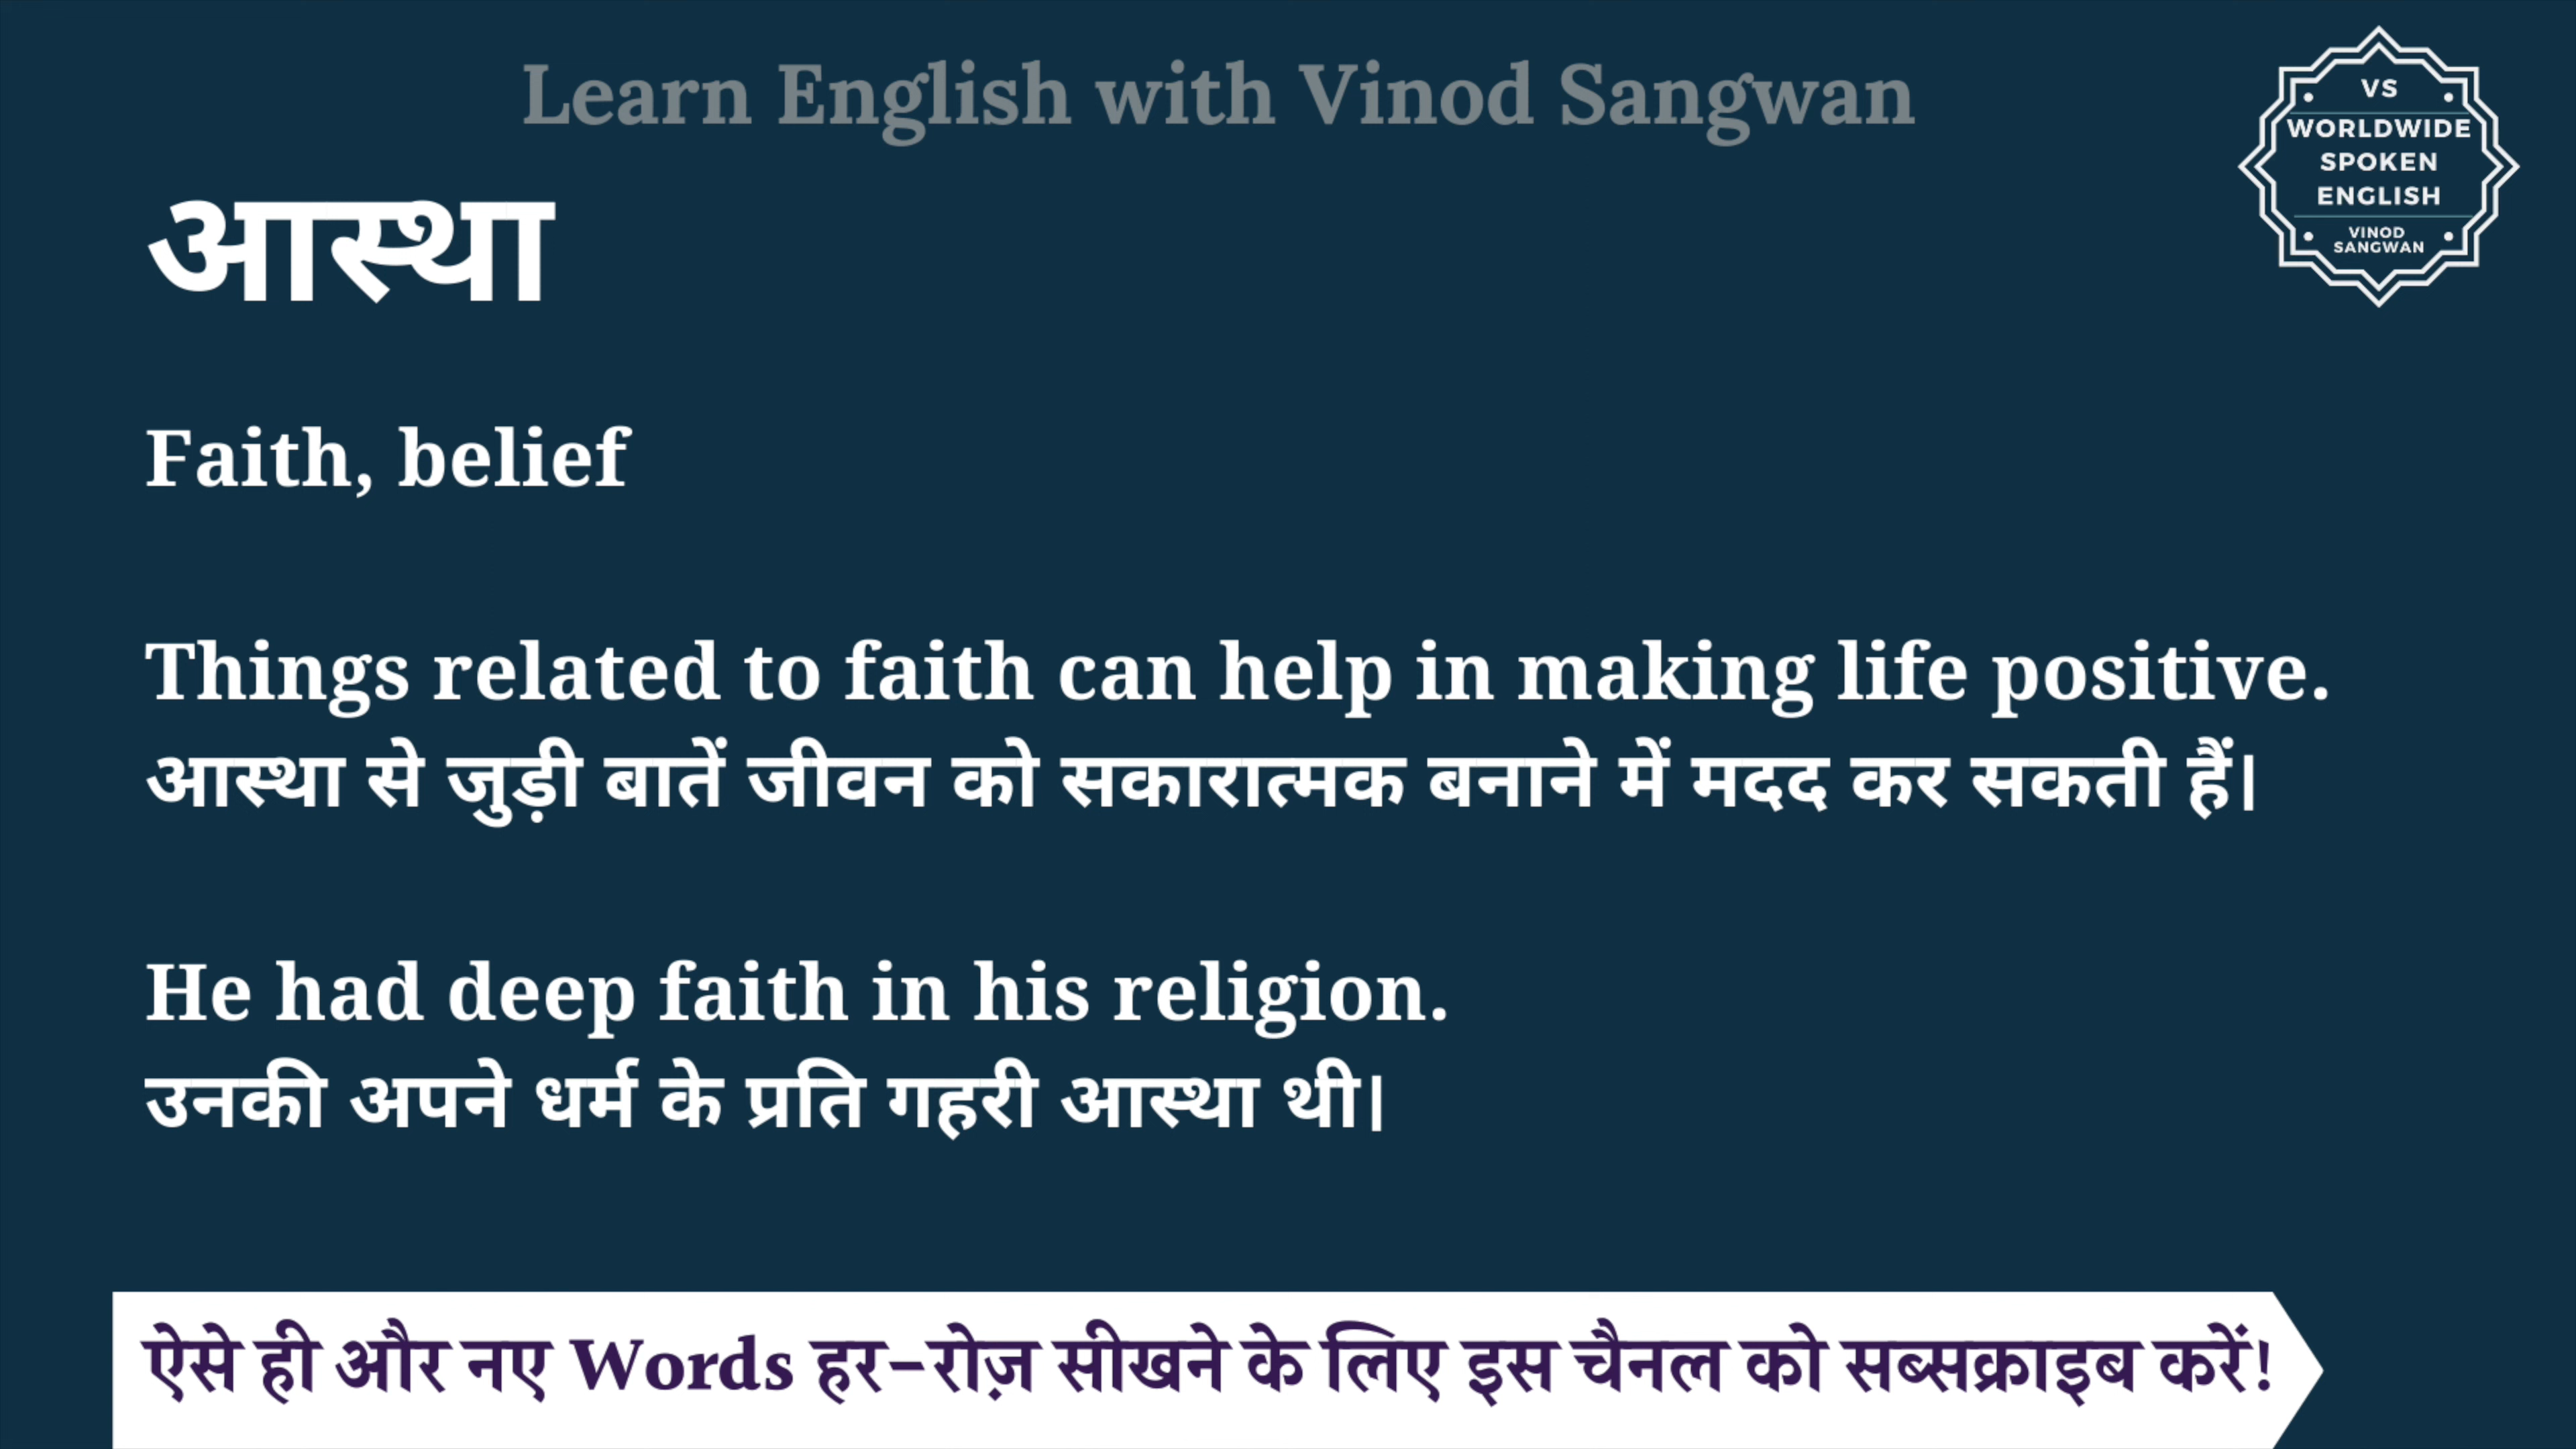 Learn English with Vinod Sangwan
VS
WORLDWIDE
SPOKEN
ENGLISH
VINOD
SANGWAN
आस्था
Faith, belief
Things related to faith can help in making life positive.
आस्था से जुड़ी बातें जीवन को सकारात्मक बनाने में मदद कर सकती हैं।
He had deep faith in his religion.
उनकी अपने धर्म के प्रति गहरी आस्था थी।
ऐसे ही और नए Words हर-रोज़ सीखने के लिए इस चैनल को सब्सक्राइब करें!